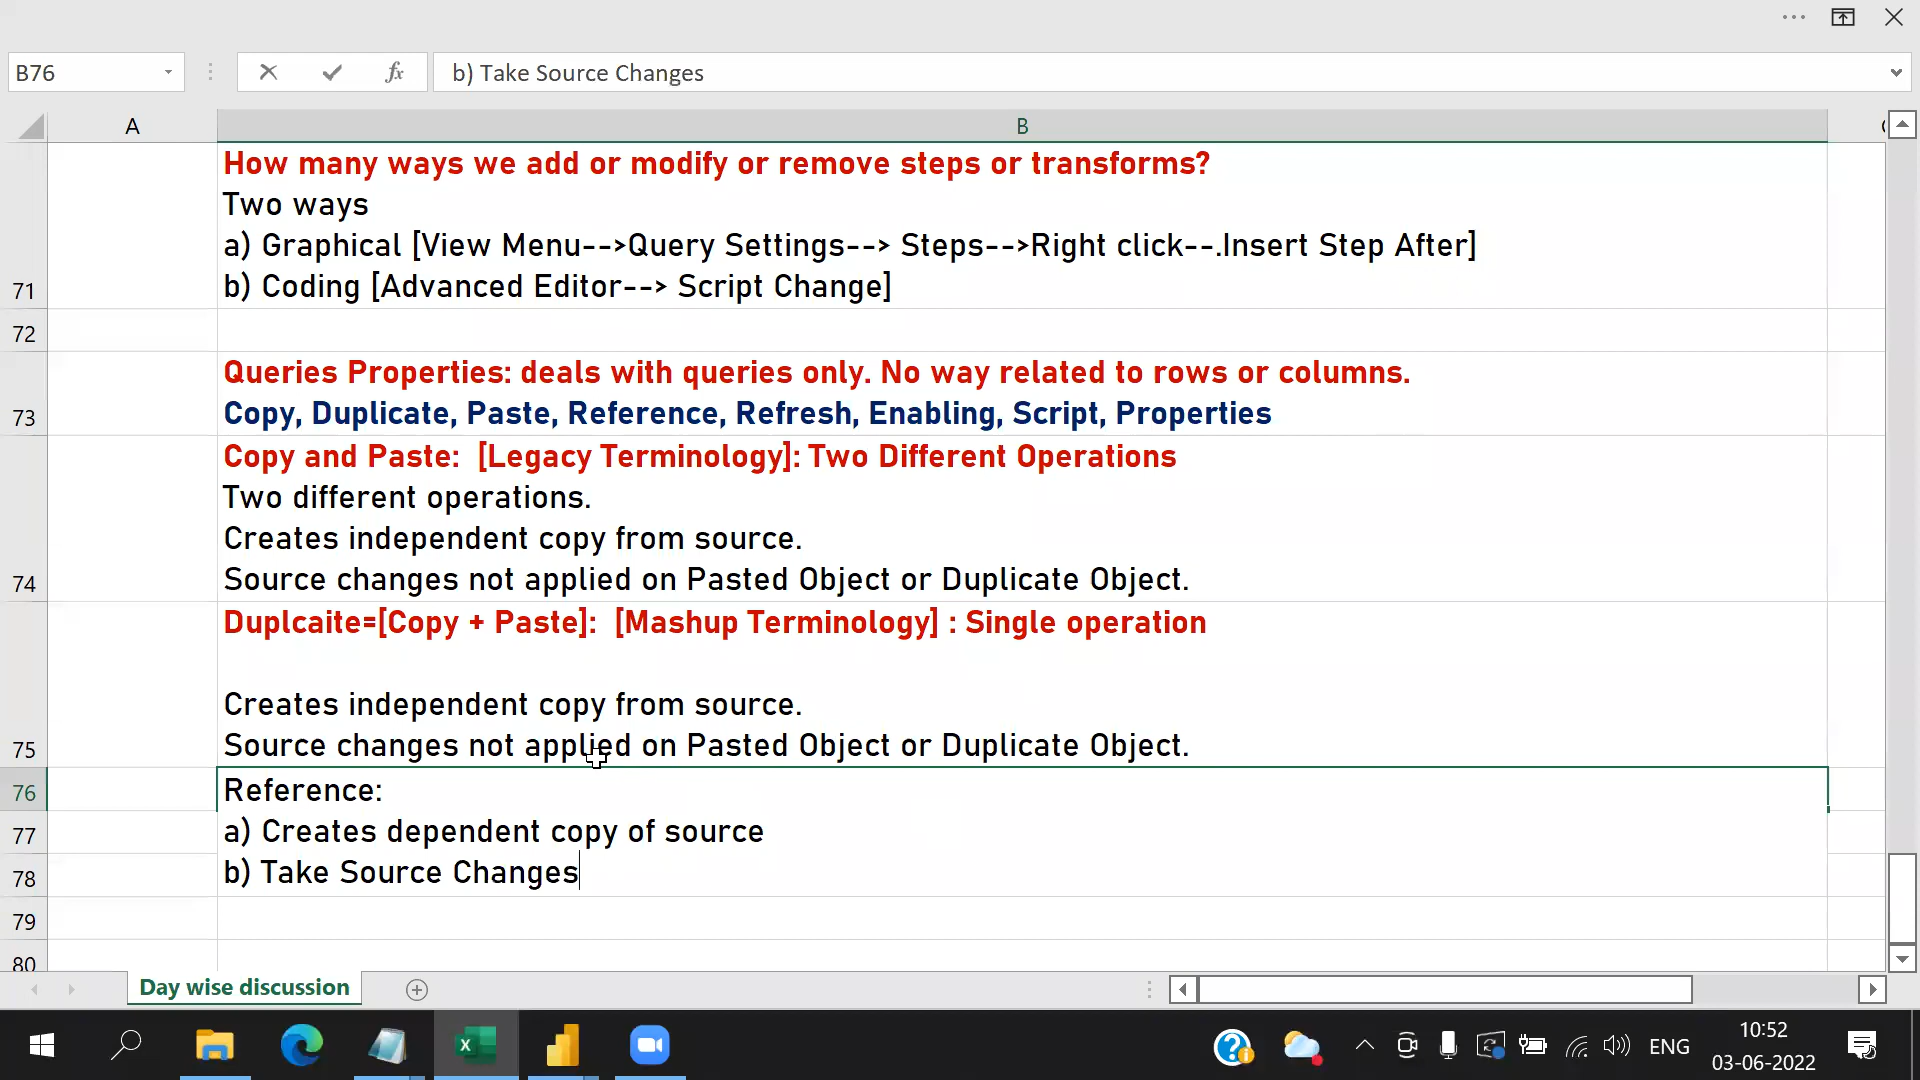 B76
fx
b) Take Source Changes
A
B
How many ways we add or modify or remove steps or transforms?
Two ways
a) Graphical [View Menu-->Query Settings--> Steps-->Right click--.Insert Step After]
71
b) Coding [Advanced Editor--> Script Change]
72
Queries Properties: deals with queries only. No way related to rows or columns.
73
Copy, Duplicate, Paste, Reference, Refresh, Enabling, Script, Properties
Copy and Paste:  [Legacy Terminology]: Two Different Operations
Two different operations.
Creates independent copy from source.
74
Source changes not applied on Pasted Object or Duplicate Object.
Duplcaite=[Copy + Paste]:  [Mashup Terminology] : Single operation
Creates independent copy from source.
75
Source changes not applied on Pasted Object or Duplicate Object.
76
Reference:
77
a) Creates dependent copy of source
78
b) Take Source Changes
79
80
Day wise discussion
ENG
10:52
03-06-2022